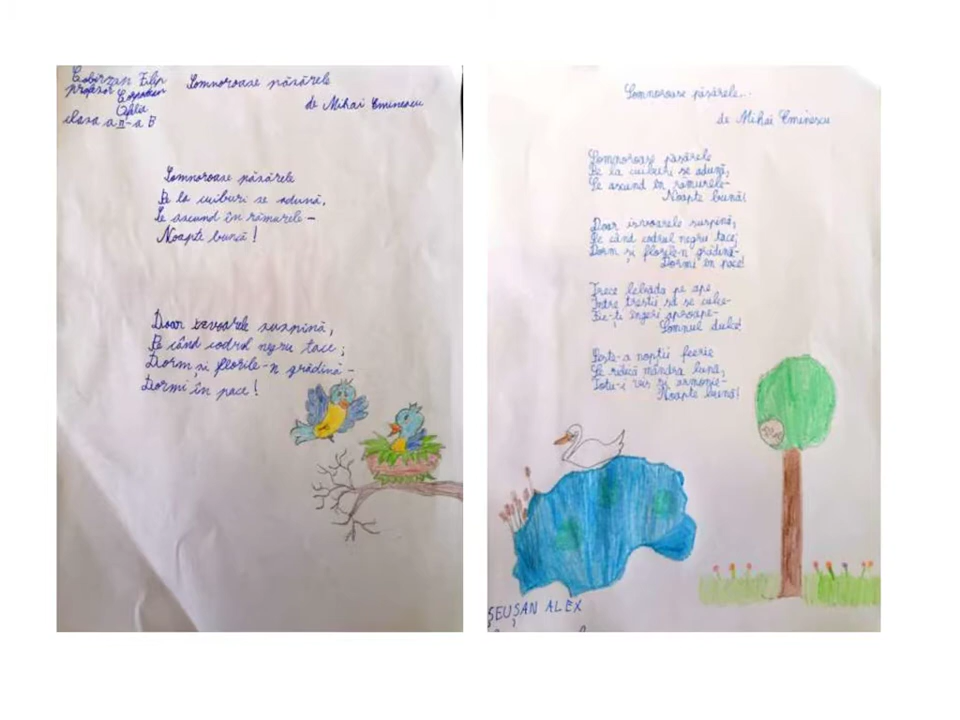 Filip
Somnoroase păsărele
profesor
de Mihai Eminescu
clasa a II-a B
Somnoroase păsărele
Pe la cuiburi se adună,
Se ascund în rămurele -
Noapte bună!
Doar izvoarele suspină,
Pe când codrul negru tace;
Dorm și florile-n grădină -
Dormi în pace!
Somnoroase păsărele...
de Mihai Eminescu
Somnoroase păsărele
Pe la cuiburi se adună,
Se ascund în rămurele-
Noapte bună!
Doar izvoarele suspină,
Pe când codrul negru tace;
Dorm și florile-n grădină-
Dormi în pace!
Trece lebăda pe ape
Între trestii să se culce-
Fie-ți îngeri aproape-
Somnul dulce!
Peste-a nopții feerie
Se ridică mândra lună,
Totu-i vis și armonie-
Noapte bună!
ȘEUȘAN ALEX